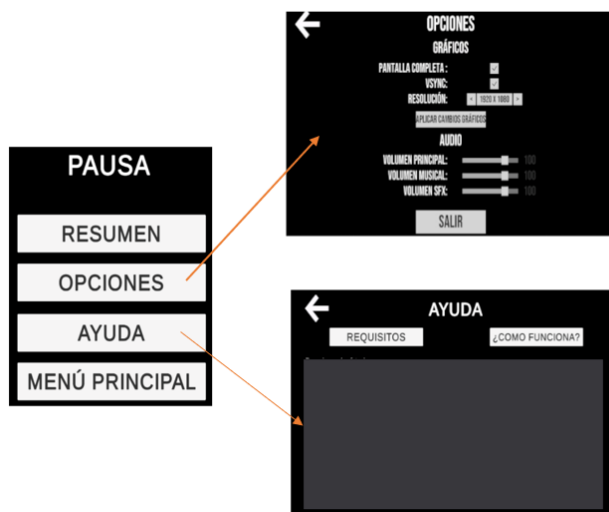 PAUSA
RESUMEN
OPCIONES
AYUDA
MENÚ PRINCIPAL
OPCIONES
GRÁFICOS
PANTALLA COMPLETA :
VSYNC:
RESOLUCIÓN: < 1920 X 1080 >
APLICAR CAMBIOS GRÁFICOS
AUDIO
VOLUMEN PRINCIPAL: 100
VOLUMEN MUSICAL: 100
VOLUMEN SFX: 100
SALIR
AYUDA
REQUISITOS ¿COMO FUNCIONA?